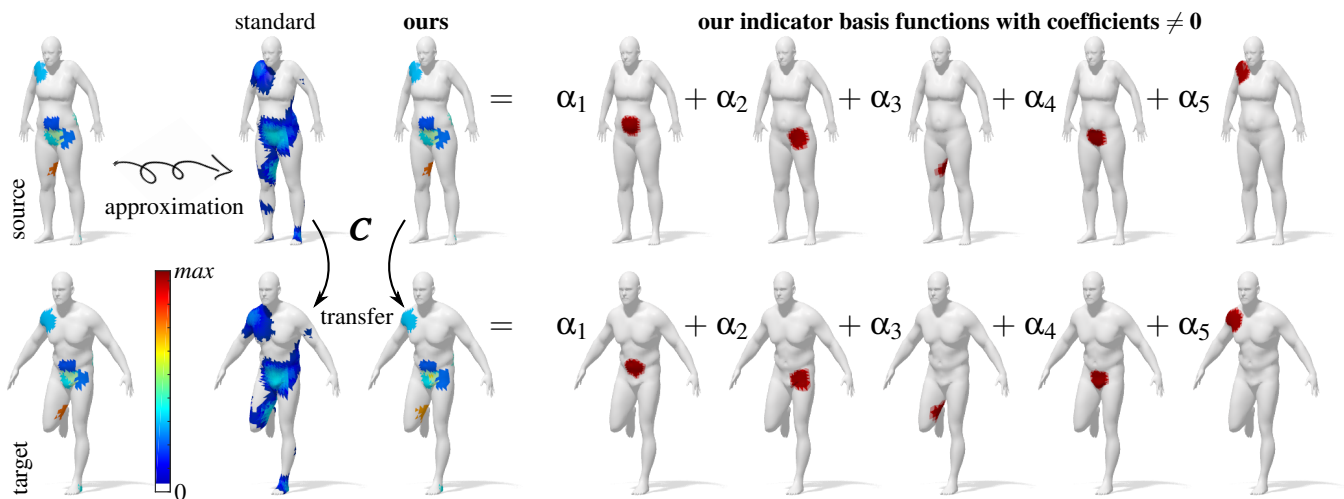 standard
ours
our indicator basis functions with coefficients ≠ 0
source
approximation
C
= α₁ + α₂ + α₃ + α₄ + α₅
max
0
transfer
target
= α₁ + α₂ + α₃ + α₄ + α₅